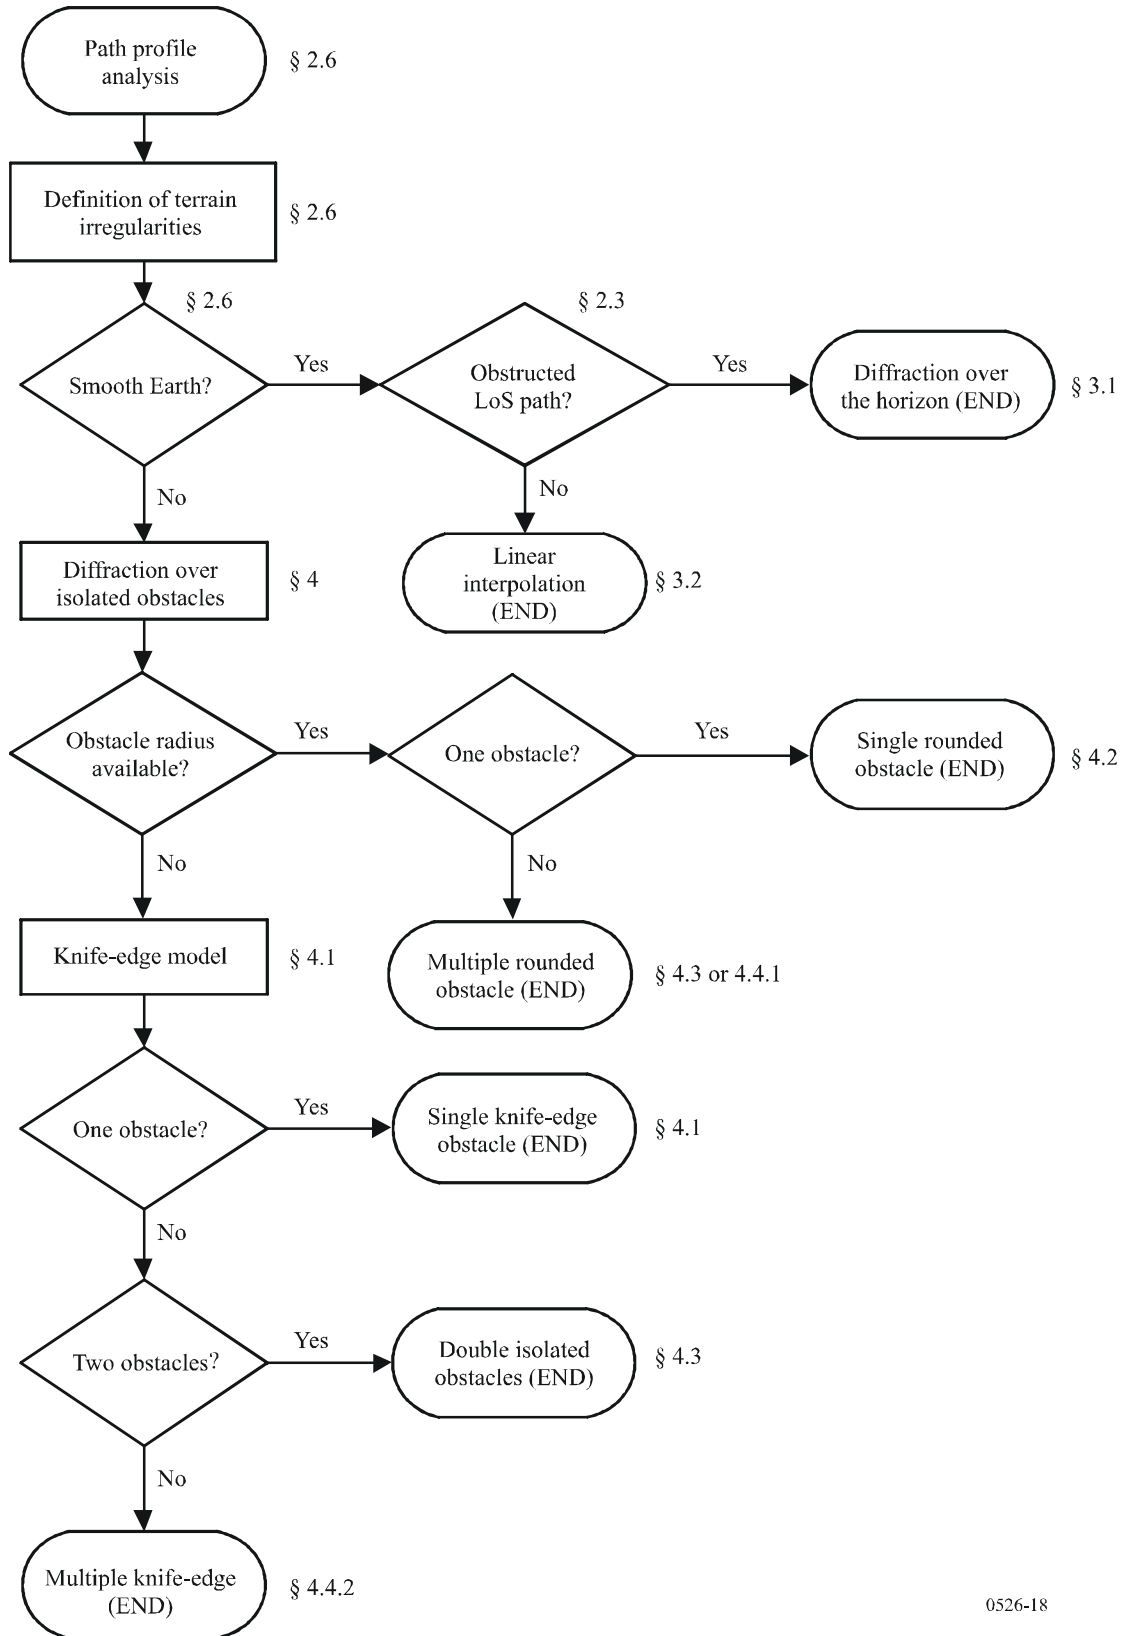 Path profile
analysis
§ 2.6
Definition of terrain
irregularities
§ 2.6
§ 2.6
Smooth Earth?
Yes
§ 2.3
Obstructed
LoS path?
Yes
Diffraction over
the horizon (END)
§ 3.1
No
No
Linear
interpolation
(END)
§ 3.2
Diffraction over
isolated obstacles
§ 4
Obstacle radius
available?
Yes
One obstacle?
Yes
Single rounded
obstacle (END)
§ 4.2
No
No
Multiple rounded
obstacle (END)
§ 4.3 or 4.4.1
Knife-edge model
§ 4.1
One obstacle?
Yes
Single knife-edge
obstacle (END)
§ 4.1
No
Two obstacles?
Yes
Double isolated
obstacles (END)
§ 4.3
No
Multiple knife-edge
(END)
§ 4.4.2
0526-18